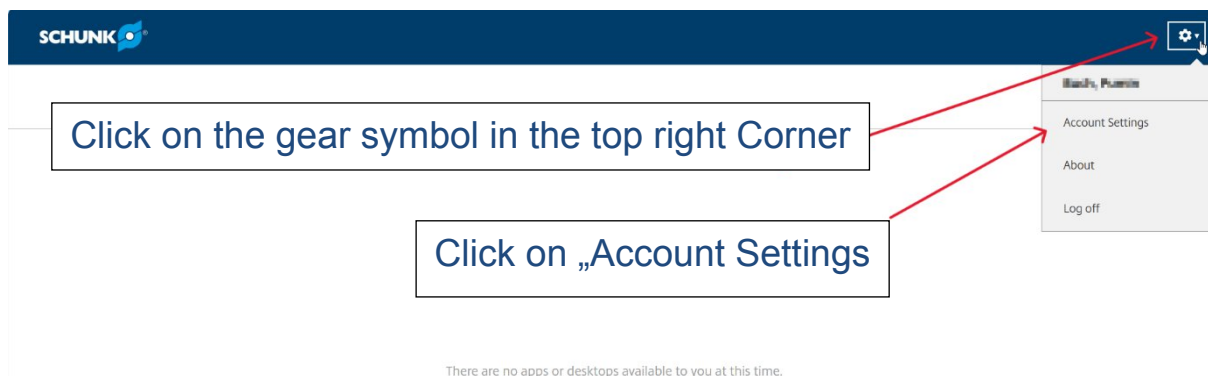 SCHUNK
Account Settings
Click on the gear symbol in the top right Corner
About
Log off
Click on „Account Settings
There are no apps or desktops available to you at this time.